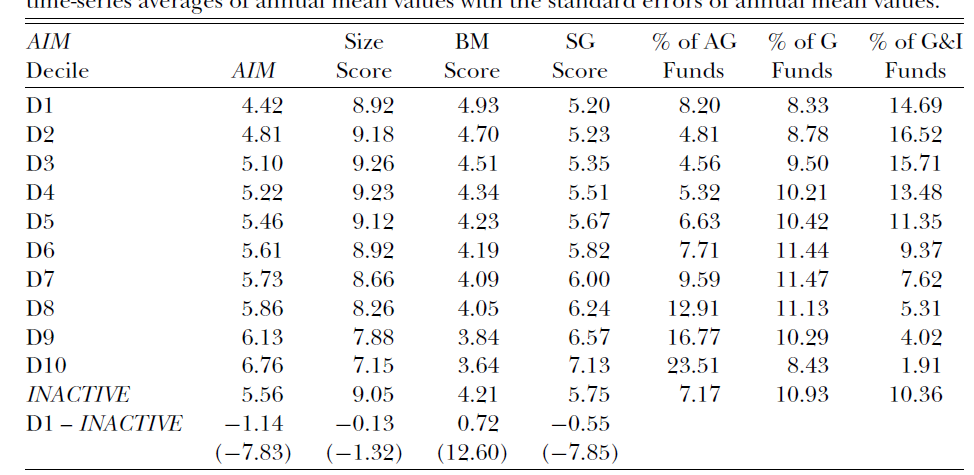 time-series averages of annual mean values with the standard errors of annual mean values.
AIM Size BM SG % of AG % of G % of G&I
Decile AIM Score Score Score Funds Funds Funds
D1 4.42 8.92 4.93 5.20 8.20 8.33 14.69
D2 4.81 9.18 4.70 5.23 4.81 8.78 16.52
D3 5.10 9.26 4.51 5.35 4.56 9.50 15.71
D4 5.22 9.23 4.34 5.51 5.32 10.21 13.48
D5 5.46 9.12 4.23 5.67 6.63 10.42 11.35
D6 5.61 8.92 4.19 5.82 7.71 11.44 9.37
D7 5.73 8.66 4.09 6.00 9.59 11.47 7.62
D8 5.86 8.26 4.05 6.24 12.91 11.13 5.31
D9 6.13 7.88 3.84 6.57 16.77 10.29 4.02
D10 6.76 7.15 3.64 7.13 23.51 8.43 1.91
INACTIVE 5.56 9.05 4.21 5.75 7.17 10.93 10.36
D1 – INACTIVE −1.14 −0.13 0.72 −0.55
(−7.83) (−1.32) (12.60) (−7.85)